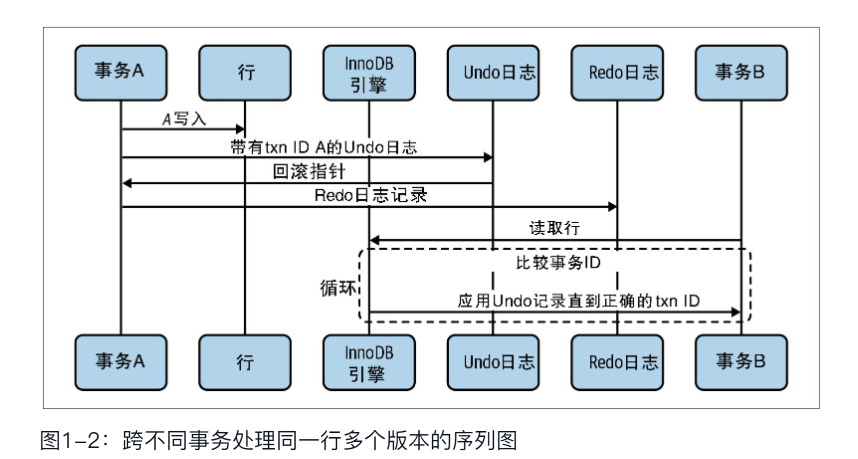 事务A
行
InnoDB
引擎
Undo日志
Redo日志
事务B
A写入
带有txn ID A的Undo日志
回滚指针
Redo日志记录
读取行
比较事务ID
循环
应用Undo记录直到正确的txn ID
事务A
行
InnoDB
引擎
Undo日志
Redo日志
事务B
图1-2：跨不同事务处理同一行多个版本的序列图